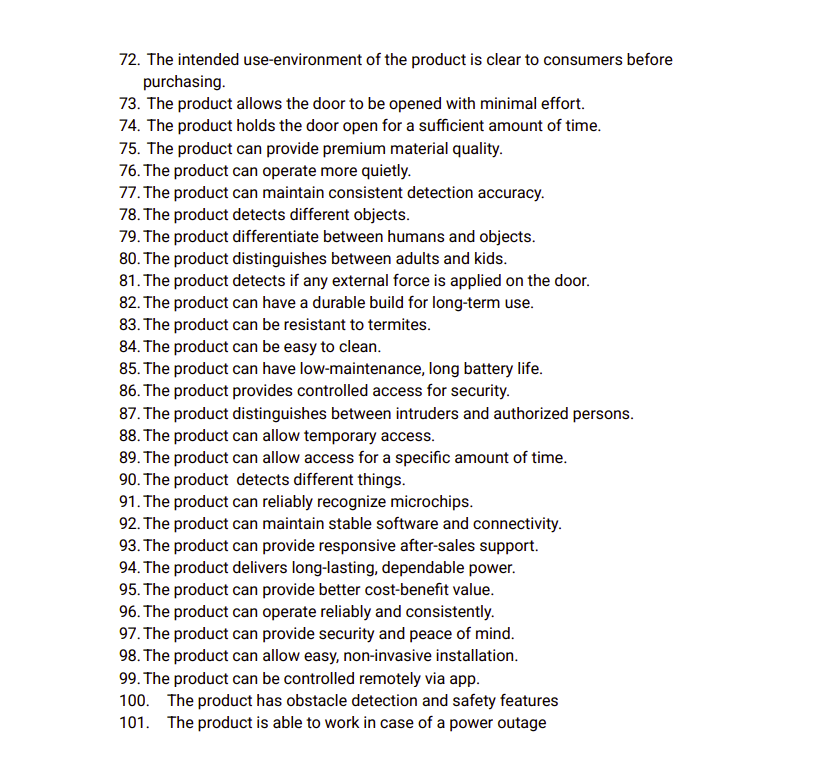 72. The intended use-environment of the product is clear to consumers before
purchasing.
73. The product allows the door to be opened with minimal effort.
74. The product holds the door open for a sufficient amount of time.
75. The product can provide premium material quality.
76. The product can operate more quietly.
77. The product can maintain consistent detection accuracy.
78. The product detects different objects.
79. The product differentiate between humans and objects.
80. The product distinguishes between adults and kids.
81. The product detects if any external force is applied on the door.
82. The product can have a durable build for long-term use.
83. The product can be resistant to termites.
84. The product can be easy to clean.
85. The product can have low-maintenance, long battery life.
86. The product provides controlled access for security.
87. The product distinguishes between intruders and authorized persons.
88. The product can allow temporary access.
89. The product can allow access for a specific amount of time.
90. The product  detects different things.
91. The product can reliably recognize microchips.
92. The product can maintain stable software and connectivity.
93. The product can provide responsive after-sales support.
94. The product delivers long-lasting, dependable power.
95. The product can provide better cost-benefit value.
96. The product can operate reliably and consistently.
97. The product can provide security and peace of mind.
98. The product can allow easy, non-invasive installation.
99. The product can be controlled remotely via app.
100. The product has obstacle detection and safety features
101. The product is able to work in case of a power outage